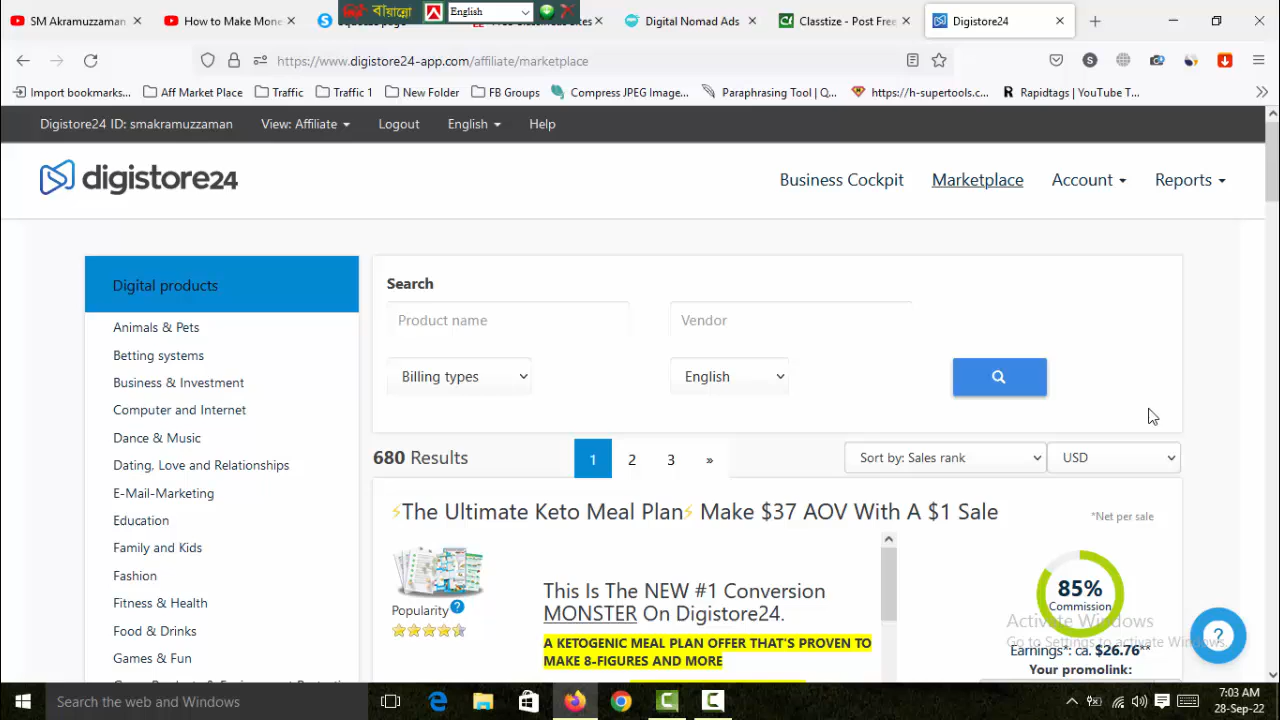 SM Akramuzzaman
How to Make Mone
বায়ান্নো
English
Digital Nomad Ads
Classtize - Post Free
Digistore24
https://www.digistore24-app.com/affiliate/marketplace
Import bookmarks...
Aff Market Place
Traffic
Traffic 1
New Folder
FB Groups
Compress JPEG Image...
Paraphrasing Tool | Q...
https://h-supertools.c...
Rapidtags | YouTube T...
Digistore24 ID: smakramuzzaman
View: Affiliate
Logout
English
Help
digistore24
Business Cockpit
Marketplace
Account
Reports
Digital products
Animals & Pets
Betting systems
Business & Investment
Computer and Internet
Dance & Music
Dating, Love and Relationships
E-Mail-Marketing
Education
Family and Kids
Fashion
Fitness & Health
Food & Drinks
Games & Fun
Search
Product name
Vendor
Billing types
English
680 Results
1 2 3 »
Sort by: Sales rank
USD
⚡The Ultimate Keto Meal Plan⚡ Make $37 AOV With A $1 Sale
*Net per sale
Popularity ?
This Is The NEW #1 Conversion
MONSTER On Digistore24.
A KETOGENIC MEAL PLAN OFFER THAT'S PROVEN TO
MAKE 8-FIGURES AND MORE
85%
Commission
Earnings*: ca. $26.76**
Your promolink:
Activate Windows
Go to Settings to activate Windows.
?
Search the web and Windows
7:03 AM
28-Sep-22